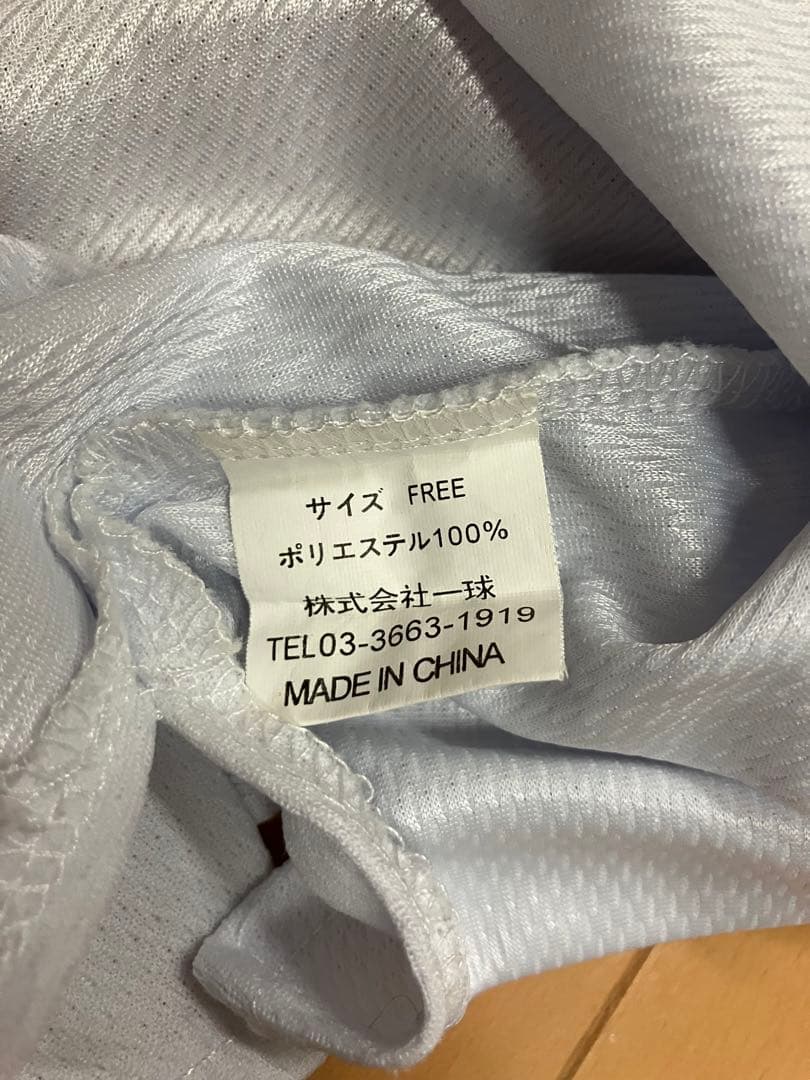 サイズ FREE
ポリエステル100%
株式会社一球
TEL03-3663-1919
MADE IN CHINA